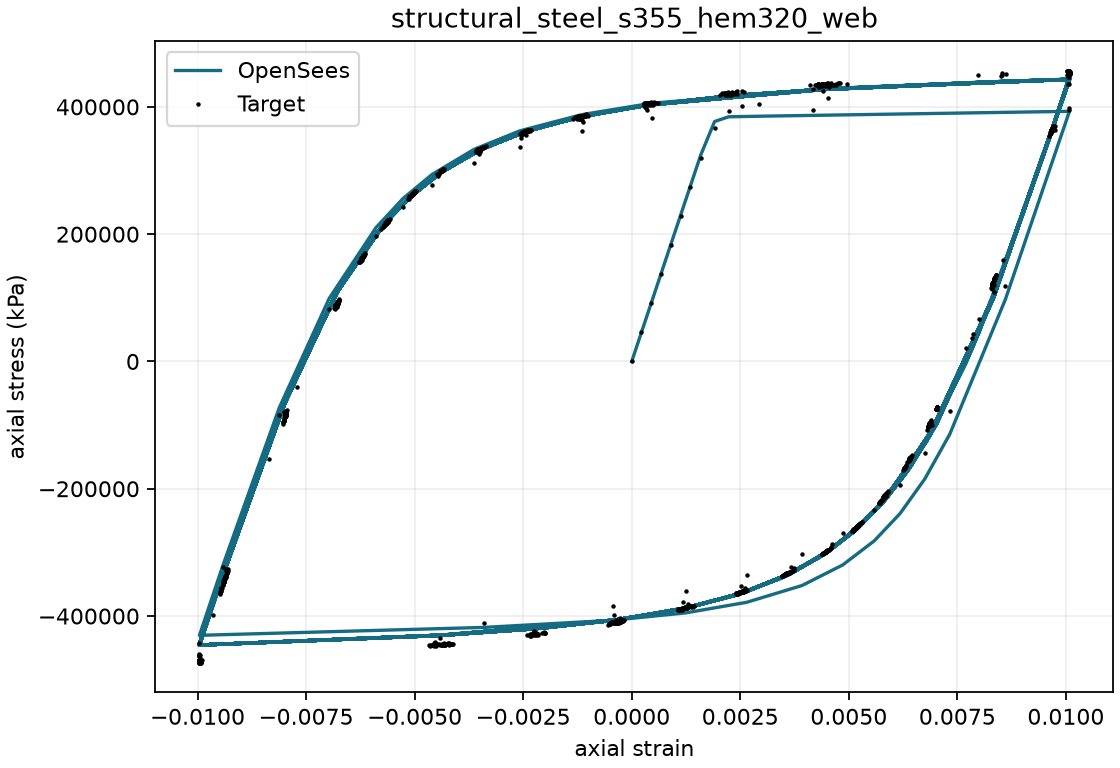 structural_steel_s355_hem320_web
OpenSees
Target
400000
200000
0
−200000
−400000
axial stress (kPa)
−0.0100
−0.0075
−0.0050
−0.0025
0.0000
0.0025
0.0050
0.0075
0.0100
axial strain